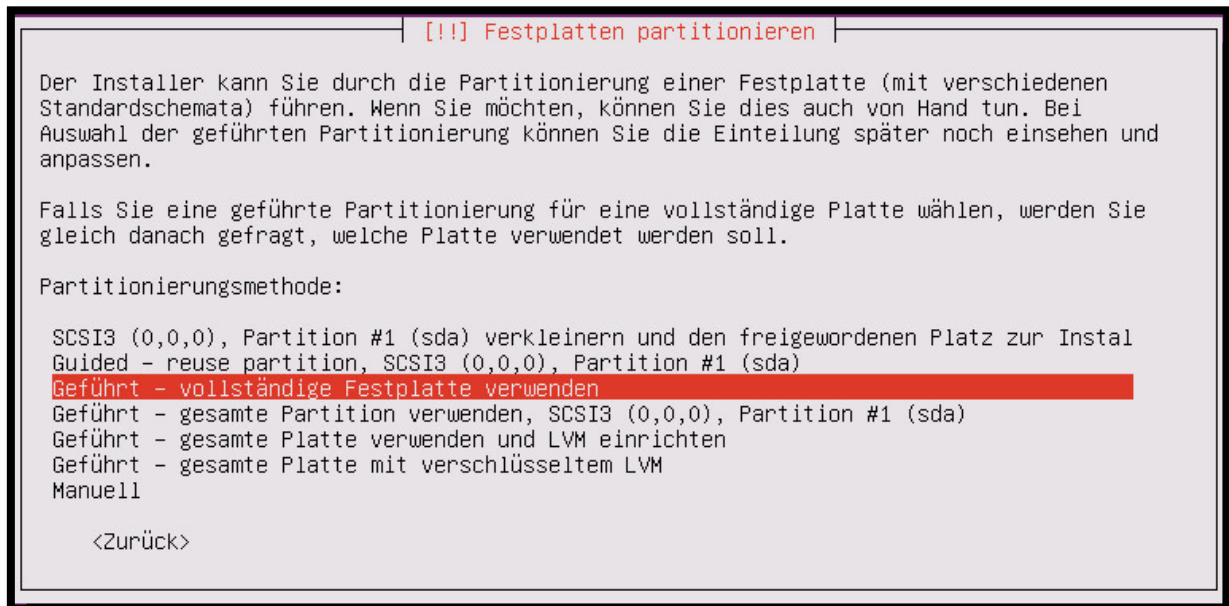 [!!] Festplatten partitionieren
Der Installer kann Sie durch die Partitionierung einer Festplatte (mit verschiedenen
Standardschemata) führen. Wenn Sie möchten, können Sie dies auch von Hand tun. Bei
Auswahl der geführten Partitionierung können Sie die Einteilung später noch einsehen und
anpassen.
Falls Sie eine geführte Partitionierung für eine vollständige Platte wählen, werden Sie
gleich danach gefragt, welche Platte verwendet werden soll.
Partitionierungsmethode:
SCSI3 (0,0,0), Partition #1 (sda) verkleinern und den freigewordenen Platz zur Instal
Guided – reuse partition, SCSI3 (0,0,0), Partition #1 (sda)
Geführt – vollständige Festplatte verwenden
Geführt – gesamte Partition verwenden, SCSI3 (0,0,0), Partition #1 (sda)
Geführt – gesamte Platte verwenden und LVM einrichten
Geführt – gesamte Platte mit verschlüsseltem LVM
Manuell
<Zurück>